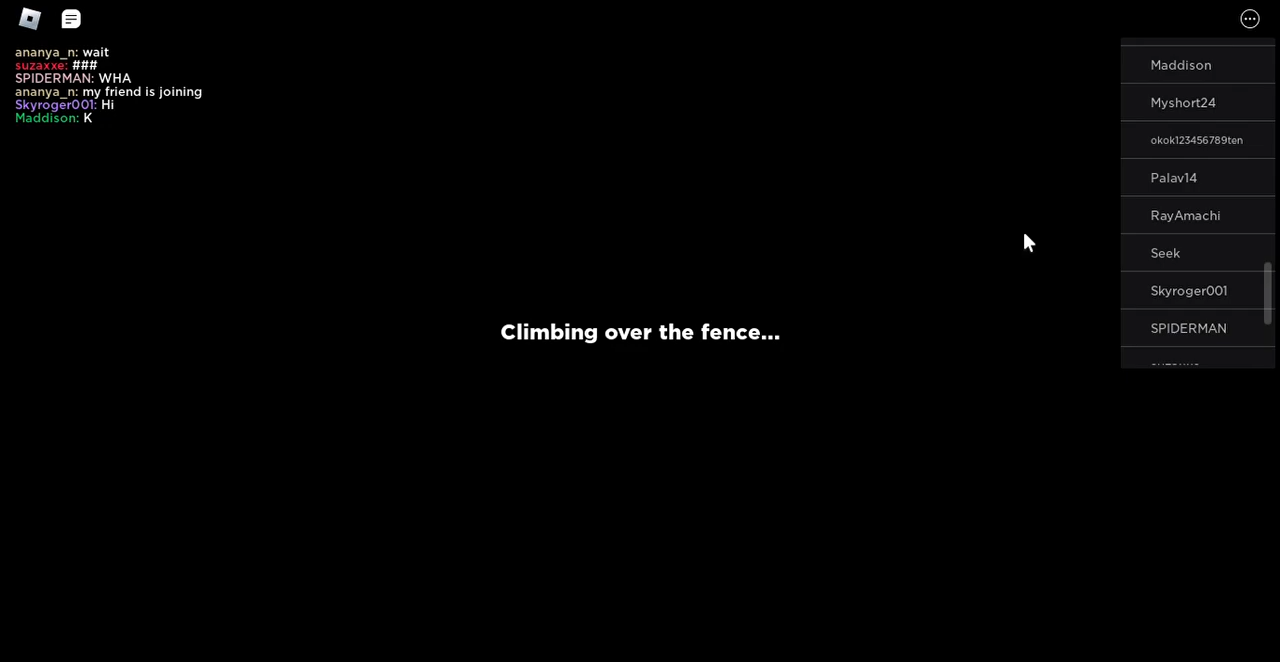 ananya_n: wait
suzaxxe: ###
SPIDERMAN: WHA
ananya_n: my friend is joining
Skyroger001: Hi
Maddison: K
Maddison
Myshort24
okok123456789ten
Palav14
RayAmachi
Seek
Skyroger001
SPIDERMAN
Climbing over the fence...